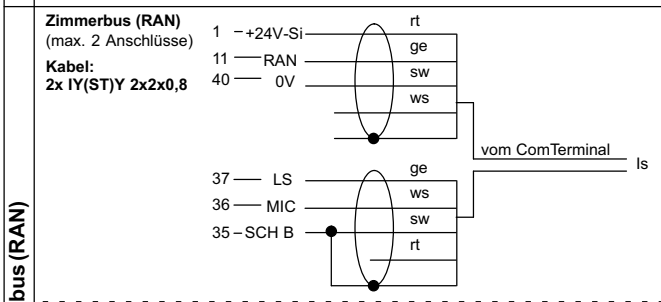 Zimmerbus (RAN)
(max. 2 Anschlüsse)
Kabel:
2x IY(ST)Y 2x2x0,8
1 +24V-Si rt
11 RAN ge
40 0V sw
ws
vom ComTerminal
ls
37 LS ge
36 MIC ws
35 SCH B sw
rt
bus (RAN)